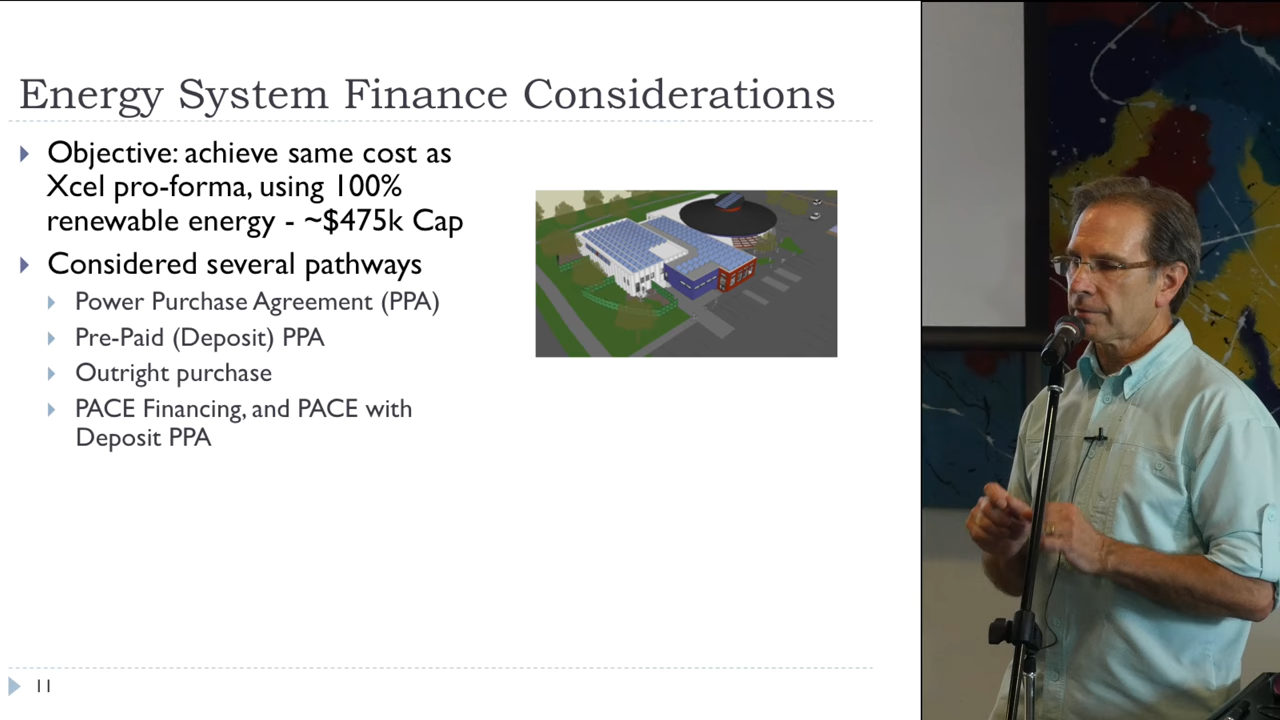 Energy System Finance Considerations
Objective: achieve same cost as
Xcel pro-forma, using 100%
renewable energy - ~$475k Cap
Considered several pathways
Power Purchase Agreement (PPA)
Pre-Paid (Deposit) PPA
Outright purchase
PACE Financing, and PACE with
Deposit PPA
11